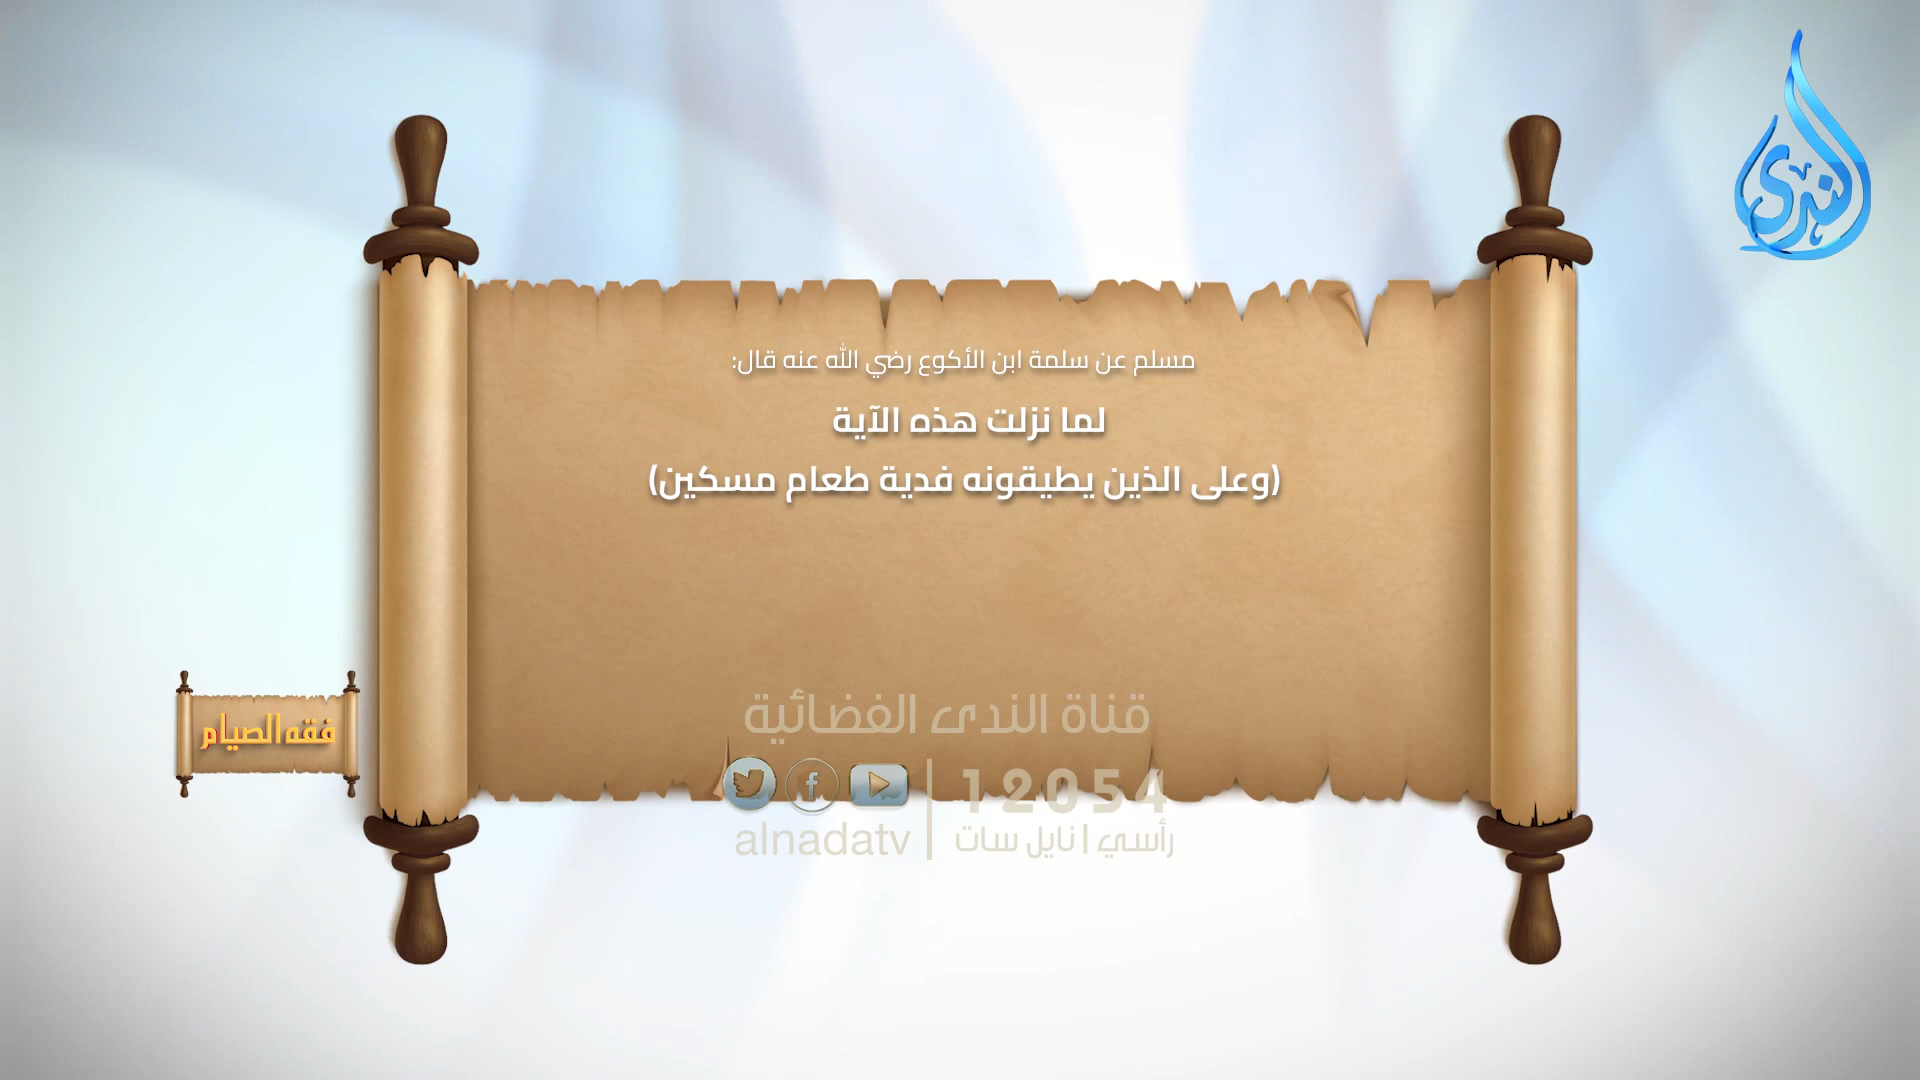 الندى
مسلم عن سلمة ابن الأكوع رضي الله عنه قال:
لما نزلت هذه الآية
(وعلى الذين يطيقونه فدية طعام مسكين)
فقه الصيام
قناة الندى الفضائية
12054
alnadatv
رأسي | نايل سات